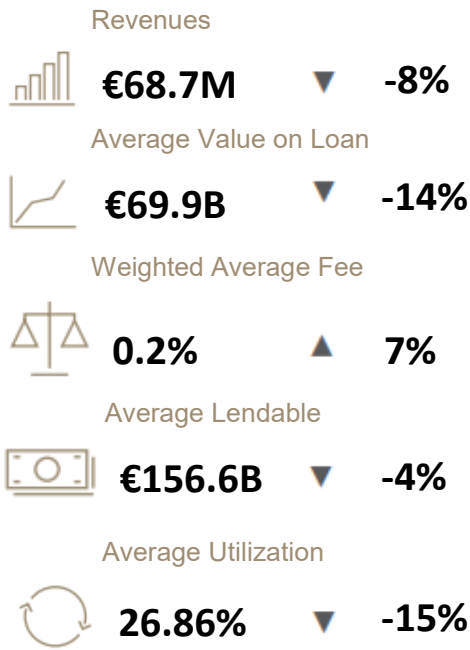 Revenues
€68.7M ▼ -8%
Average Value on Loan
€69.9B ▼ -14%
Weighted Average Fee
0.2% ▲ 7%
Average Lendable
€156.6B ▼ -4%
Average Utilization
26.86% ▼ -15%